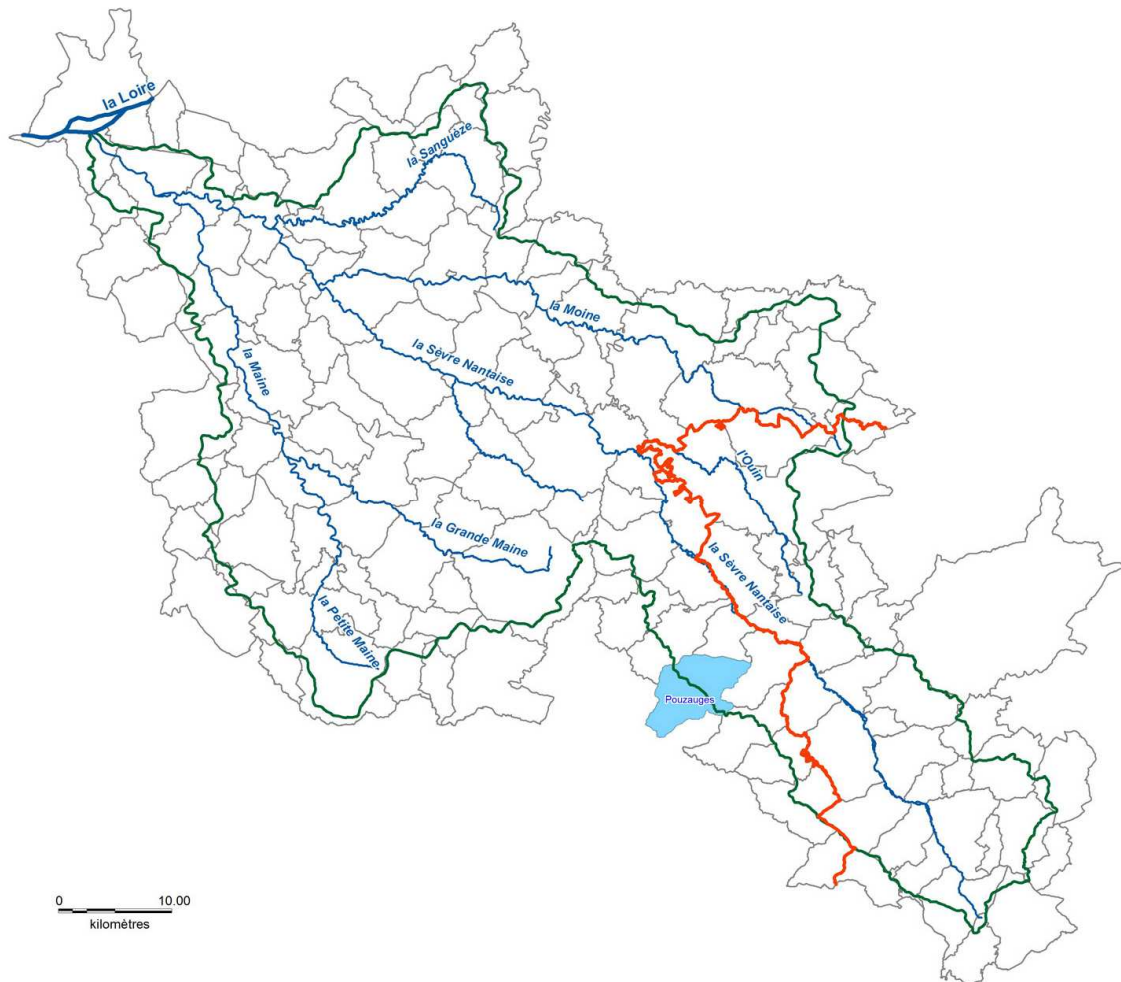 la Loire
la Sanguèze
la Moine
la Sèvre Nantaise
la Maine
l'Ouin
la Grande Maine
la Sèvre Nantaise
la Petite Maine
Pouzauges
0 10.00
kilomètres